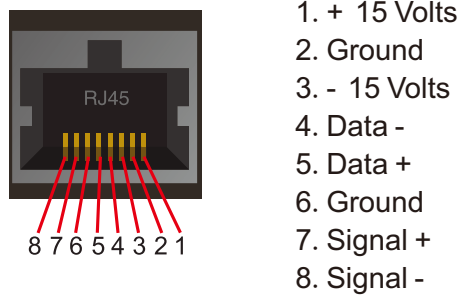 RJ45
8 7 6 5 4 3 2 1
1. + 15 Volts
2. Ground
3. - 15 Volts
4. Data -
5. Data +
6. Ground
7. Signal +
8. Signal -